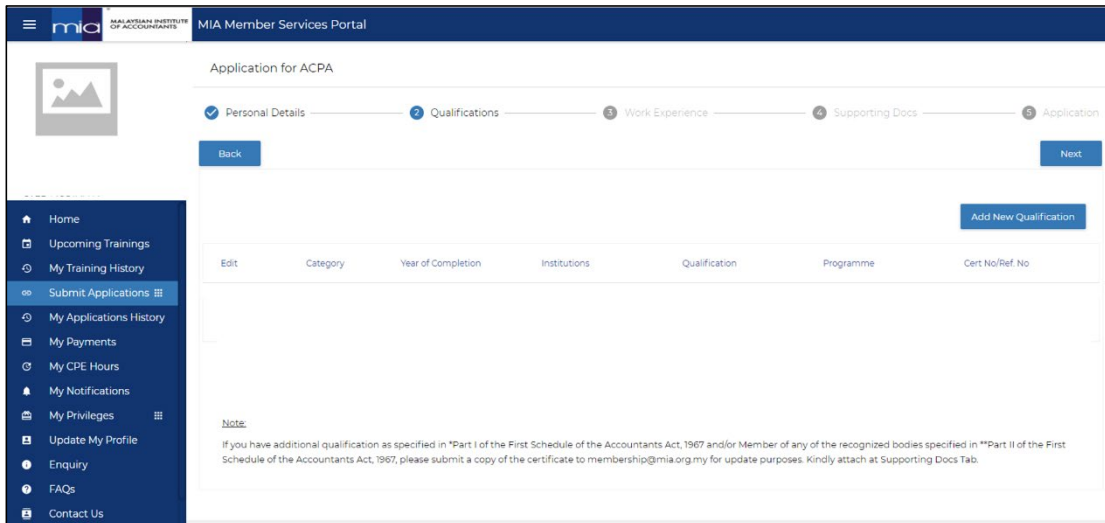 mia MALAYSIAN INSTITUTE
OF ACCOUNTANTS
MIA Member Services Portal
Application for ACPA
Personal Details
2 Qualifications
3 Work Experience
4 Supporting Docs
5 Application
Back
Next
Add New Qualification
Home
Upcoming Trainings
My Training History
Submit Applications
My Applications History
My Payments
My CPE Hours
My Notifications
My Privileges
Update My Profile
Enquiry
FAQs
Contact Us
Edit Category Year of Completion Institutions Qualification Programme Cert No/Ref. No
Note:
If you have additional qualification as specified in *Part I of the First Schedule of the Accountants Act, 1967 and/or Member of any of the recognized bodies specified in **Part II of the First
Schedule of the Accountants Act, 1967, please submit a copy of the certificate to membership@mia.org.my for update purposes. Kindly attach at Supporting Docs Tab.